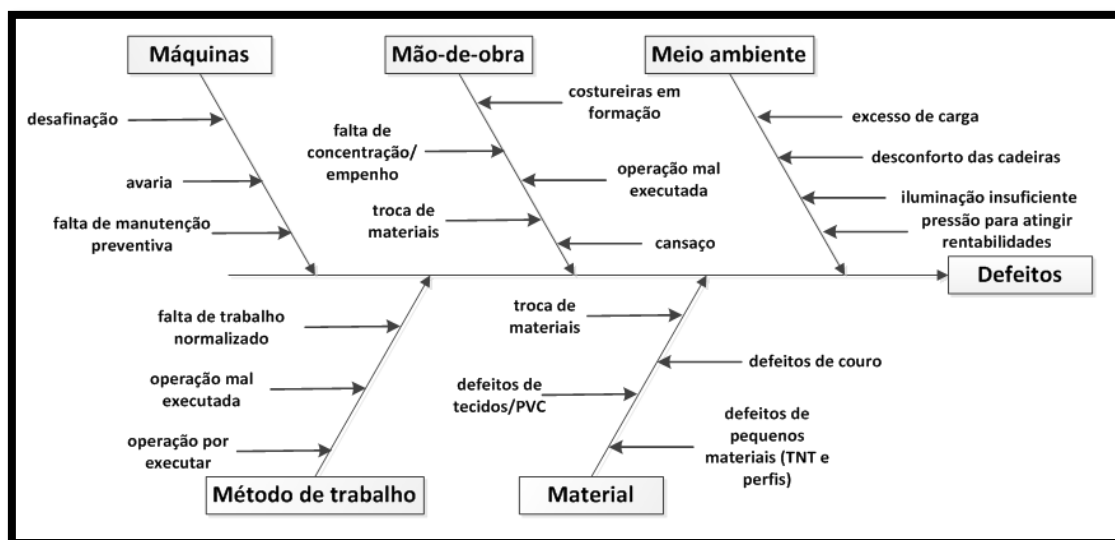 Máquinas
Mão-de-obra
Meio ambiente
desafinação
avaria
falta de manutenção
preventiva
costureiras em
formação
falta de
concentração/
empenho
operação mal
executada
troca de
materiais
cansaço
excesso de carga
desconforto das cadeiras
iluminação insuficiente
pressão para atingir
rentabilidades
Defeitos
falta de trabalho
normalizado
operação mal
executada
operação por
executar
troca de
materiais
defeitos de couro
defeitos de
tecidos/PVC
defeitos de
pequenos
materiais (TNT e
perfis)
Método de trabalho
Material